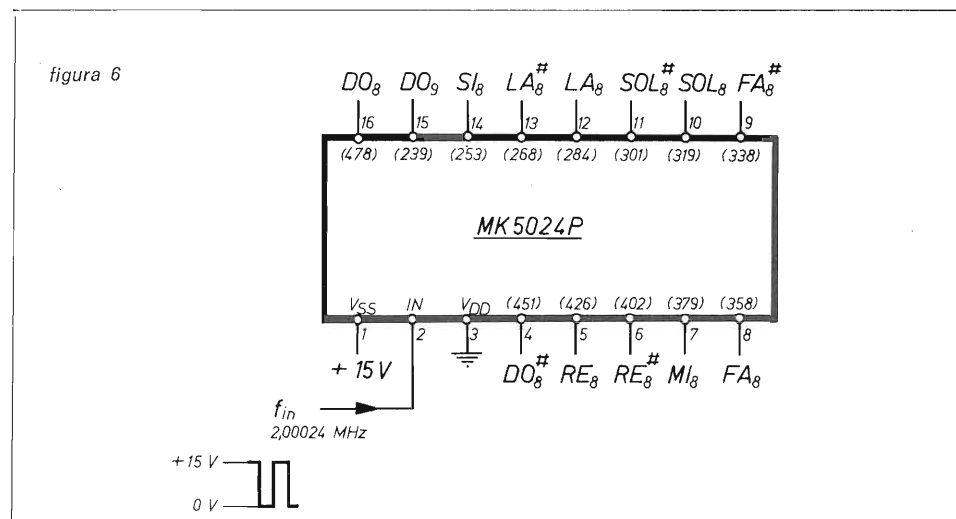 figura 6
DO8 DO9 SI8 LA#8 LA8 SOL#8 SOL8 FA#8
16 15 14 13 12 11 10 9
(478) (239) (253) (268) (284) (301) (319) (338)
MK5024P
VSS IN VDD (451) (426) (402) (379) (358)
1 2 3 4 5 6 7 8
+15V DO#8 RE8 RE#8 MI8 FA8
fin
2,00024 MHz
+15 V
0 V